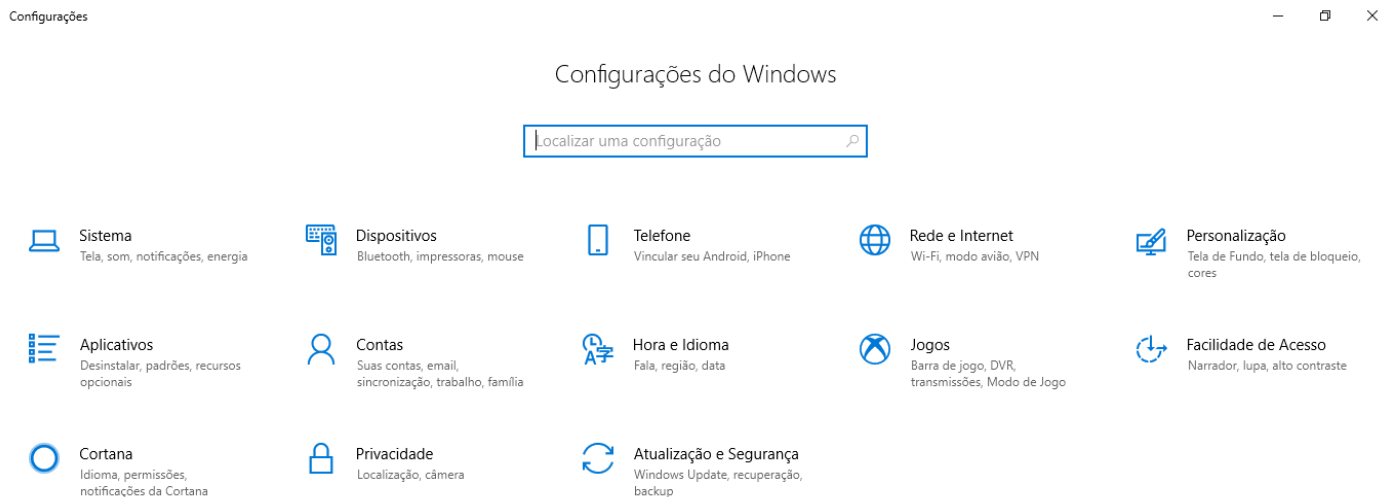 Configurações
Configurações do Windows
Localizar uma configuração
Sistema
Tela, som, notificações, energia
Dispositivos
Bluetooth, impressoras, mouse
Telefone
Vincular seu Android, iPhone
Rede e Internet
Wi-Fi, modo avião, VPN
Personalização
Tela de Fundo, tela de bloqueio,
cores
Aplicativos
Desinstalar, padrões, recursos
opcionais
Contas
Suas contas, email,
sincronização, trabalho, família
Hora e Idioma
Fala, região, data
Jogos
Barra de jogo, DVR,
transmissões, Modo de Jogo
Facilidade de Acesso
Narrador, lupa, alto contraste
Cortana
Idioma, permissões,
notificações da Cortana
Privacidade
Localização, câmera
Atualização e Segurança
Windows Update, recuperação,
backup